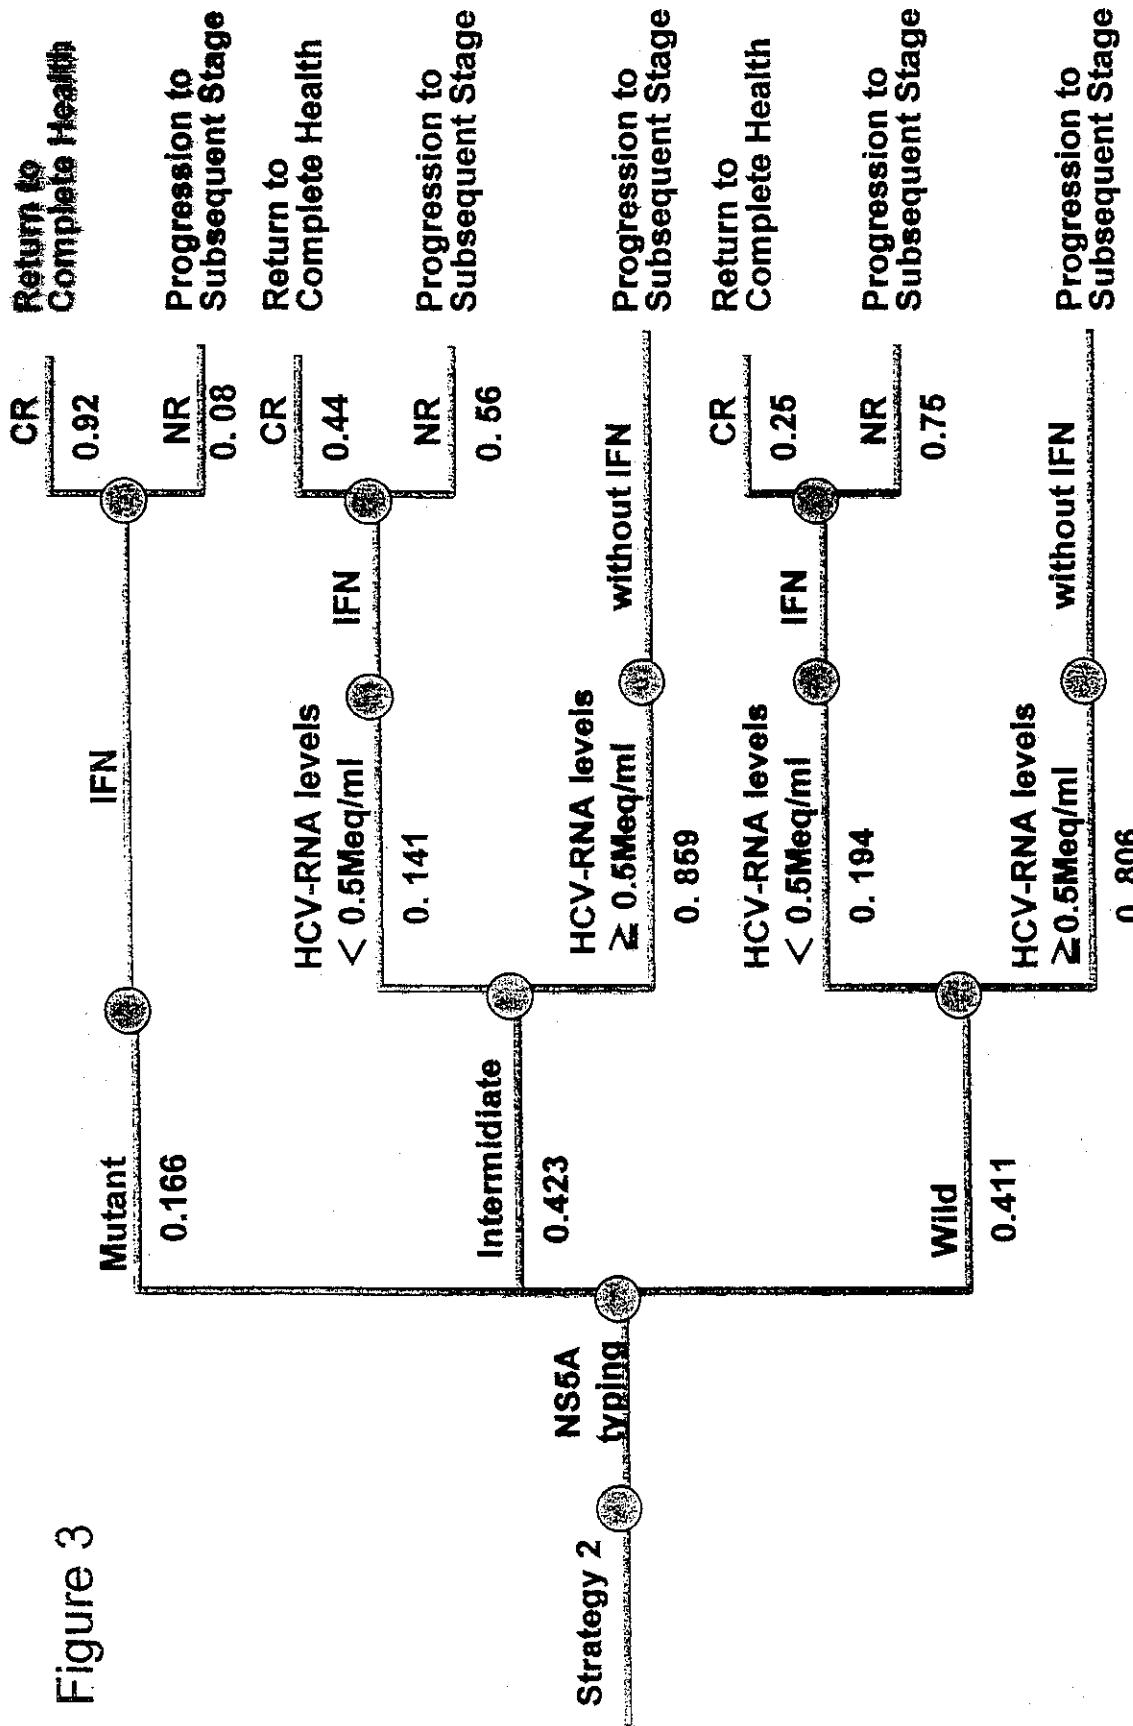 Figure 3
Strategy 2
NS5A
typing
Mutant
0.166
IFN
CR
0.92
Return to
Complete Health
NR
0. 08
Progression to
Subsequent Stage
Intermidiate
0.423
HCV-RNA levels
< 0.5Meq/ml
0. 141
IFN
CR
0.44
Return to
Complete Health
NR
0. 56
Progression to
Subsequent Stage
HCV-RNA levels
≧ 0.5Meq/ml
0. 859
without IFN
Progression to
Subsequent Stage
Wild
0.411
HCV-RNA levels
< 0.5Meq/ml
0. 194
IFN
CR
0.25
Return to
Complete Health
NR
0.75
Progression to
Subsequent Stage
HCV-RNA levels
≧0.5Meq/ml
0. 806
without IFN
Progression to
Subsequent Stage